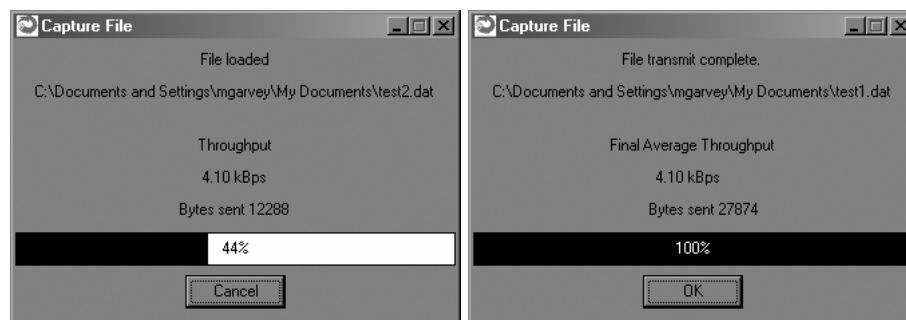 Capture File
File loaded
C:\Documents and Settings\mgarvey\My Documents\test2.dat
Throughput
4.10 kBps
Bytes sent 12288
44%
Cancel
Capture File
File transmit complete.
C:\Documents and Settings\mgarvey\My Documents\test1.dat
Final Average Throughput
4.10 kBps
Bytes sent 27874
100%
OK